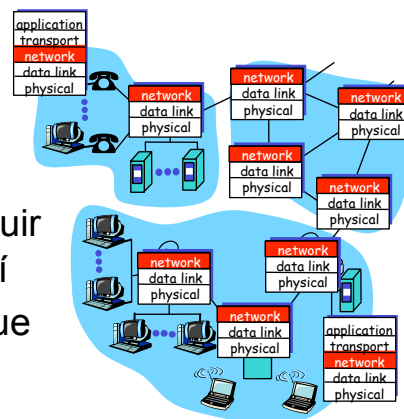 application
transport
network
data link
physical
network
data link
physical
network
data link
physical
network
data link
physical
network
data link
physical
network
data link
physical
uir
í
ue
network
data link
physical
network
data link
physical
network
data link
physical
application
transport
network
data link
physical